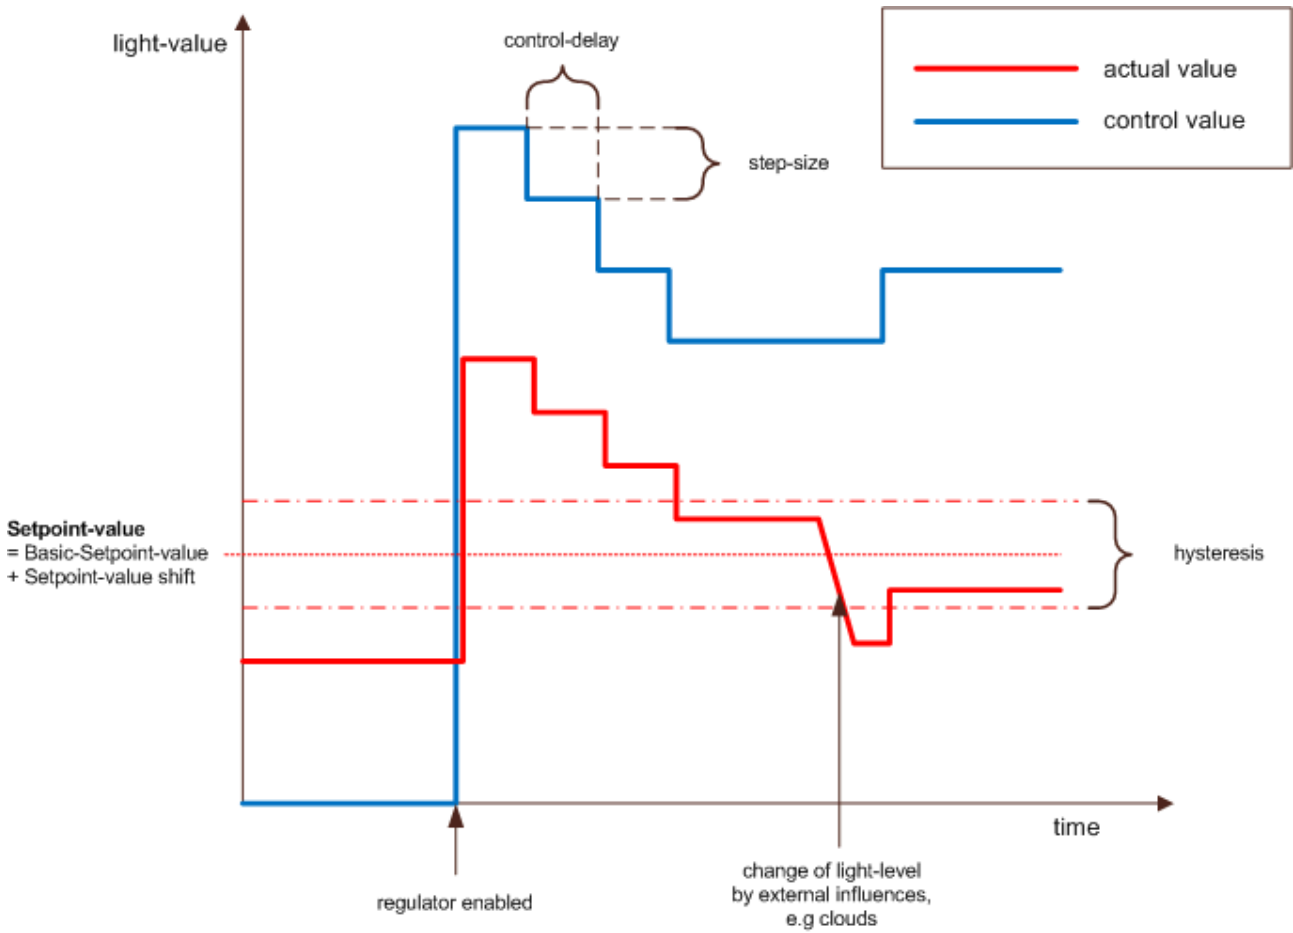 light-value
control-delay
actual value
control value
step-size
Setpoint-value
= Basic-Setpoint-value
+ Setpoint-value shift
hysteresis
time
regulator enabled
change of light-level
by external influences,
e.g clouds